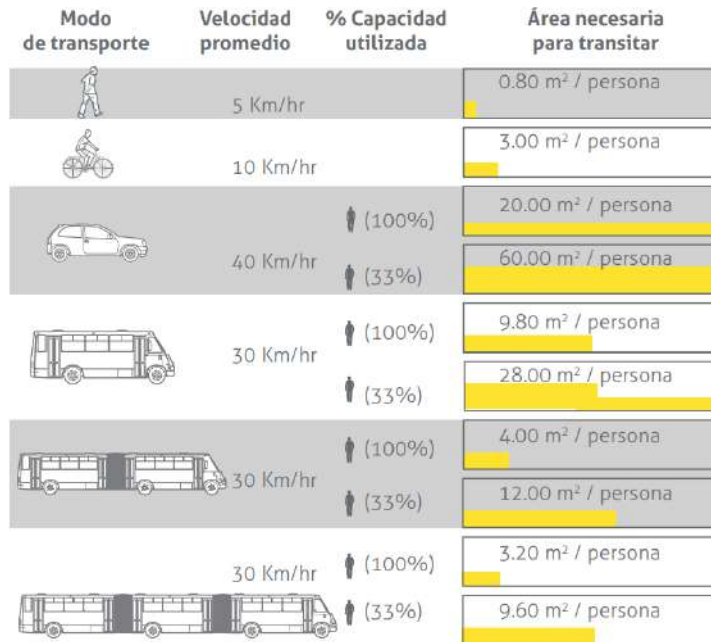 Modo de transporte Velocidad promedio % Capacidad utilizada Área necesaria para transitar
5 Km/hr 0.80 m² / persona
10 Km/hr 3.00 m² / persona
40 Km/hr (100%) 20.00 m² / persona
(33%) 60.00 m² / persona
30 Km/hr (100%) 9.80 m² / persona
(33%) 28.00 m² / persona
30 Km/hr (100%) 4.00 m² / persona
(33%) 12.00 m² / persona
30 Km/hr (100%) 3.20 m² / persona
(33%) 9.60 m² / persona